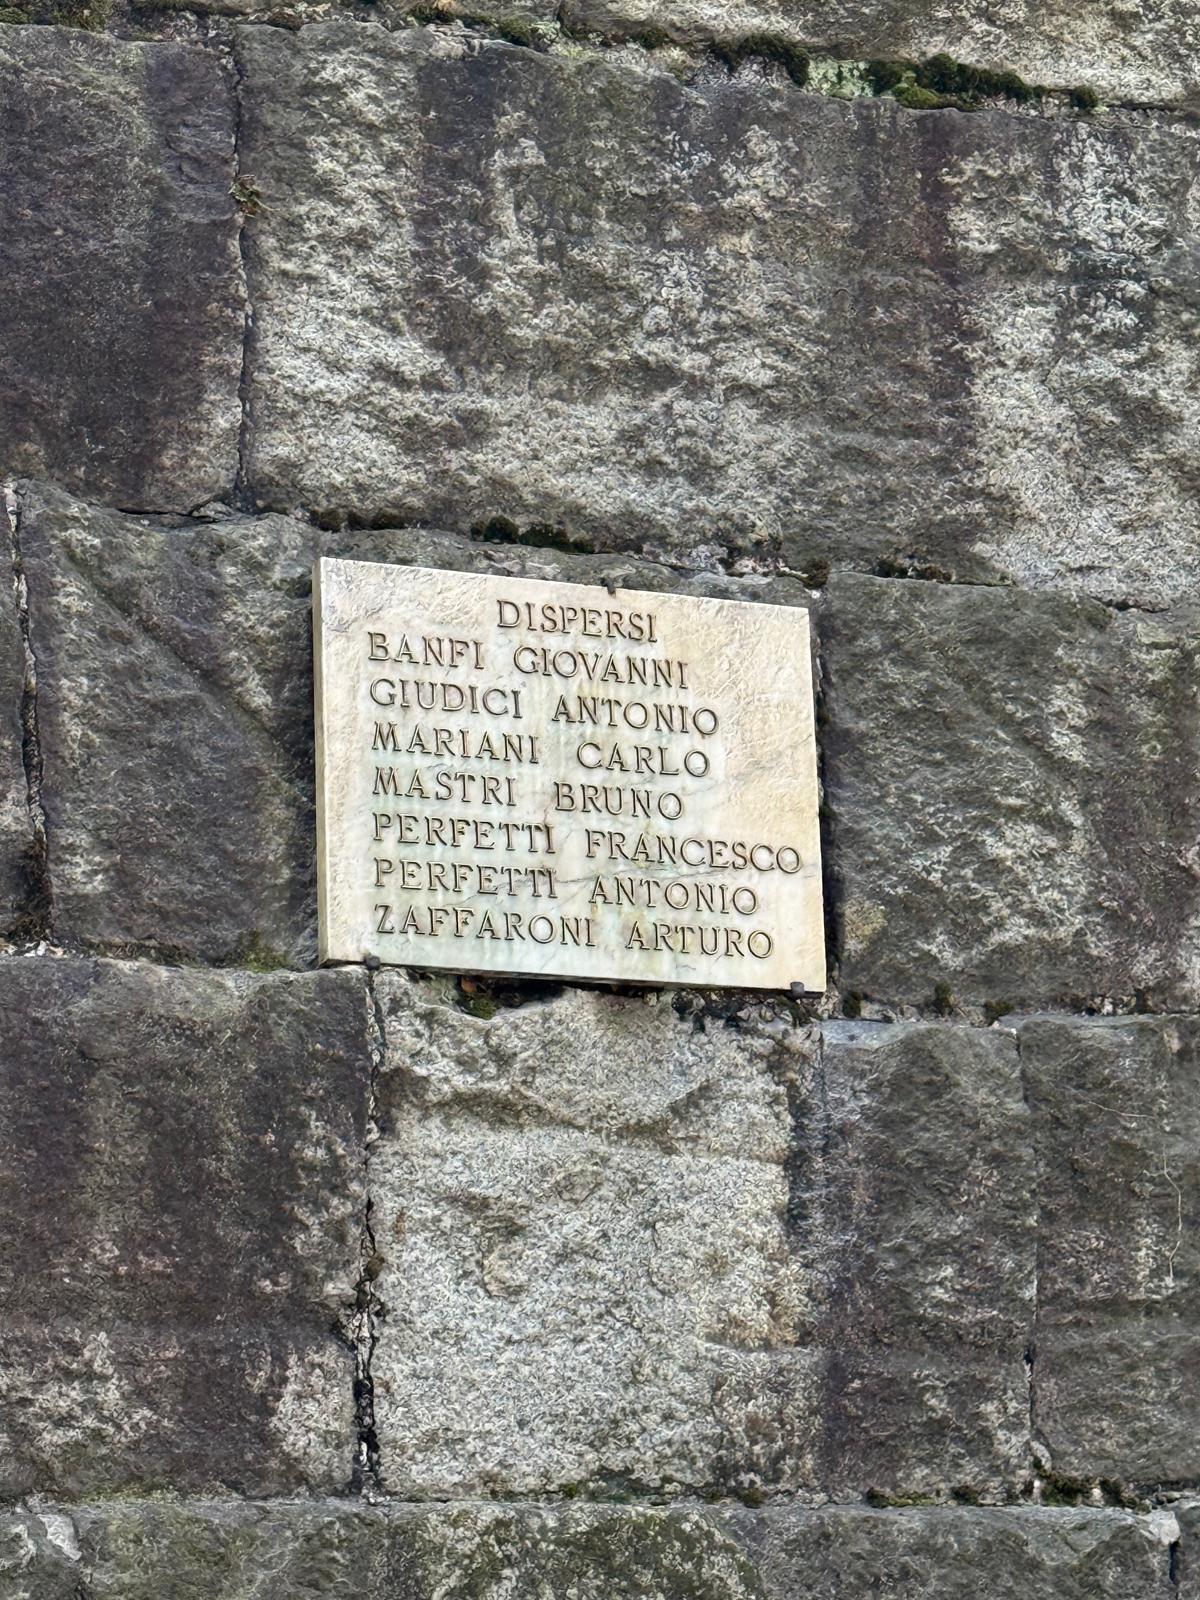 DISPERSI
BANFI GIOVANNI
GIUDICI ANTONIO
MARIANI CARLO
MASTRI BRUNO
PERFETTI FRANCESCO
PERFETTI ANTONIO
ZAFFARONI ARTURO